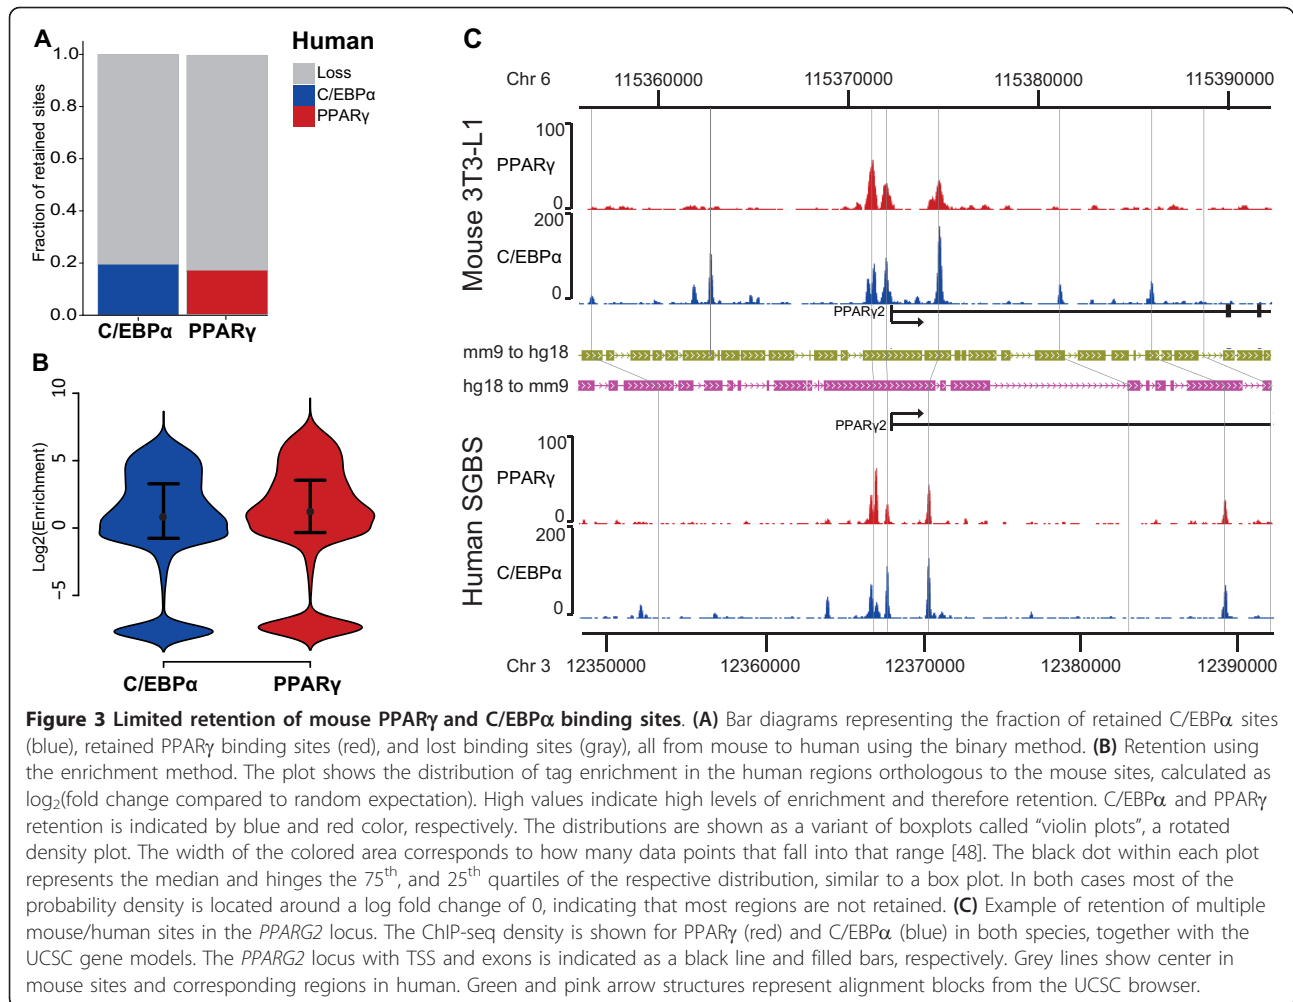 A
Human
Loss
C/EBPα
PPARγ
Fraction of retained sites
1.0
0.8
0.6
0.4
0.2
0.0
C/EBPα PPARγ
B
Log2(Enrichment)
10
5
0
−5
C/EBPα PPARγ
C
Chr 6
115360000 115370000 115380000 115390000
Mouse 3T3-L1
100
PPARγ
0
200
C/EBPα
0
PPARγ2
mm9 to hg18
hg18 to mm9
PPARγ2
Human SGBS
100
PPARγ
0
200
C/EBPα
0
Chr 3
12350000 12360000 12370000 12380000 12390000
Figure 3 Limited retention of mouse PPARγ and C/EBPα binding sites. (A) Bar diagrams representing the fraction of retained C/EBPα sites
(blue), retained PPARγ binding sites (red), and lost binding sites (gray), all from mouse to human using the binary method. (B) Retention using
the enrichment method. The plot shows the distribution of tag enrichment in the human regions orthologous to the mouse sites, calculated as
log2(fold change compared to random expectation). High values indicate high levels of enrichment and therefore retention. C/EBPα and PPARγ
retention is indicated by blue and red color, respectively. The distributions are shown as a variant of boxplots called “violin plots”, a rotated
density plot. The width of the colored area corresponds to how many data points that fall into that range [48]. The black dot within each plot
represents the median and hinges the 75th, and 25th quartiles of the respective distribution, similar to a box plot. In both cases most of the
probability density is located around a log fold change of 0, indicating that most regions are not retained. (C) Example of retention of multiple
mouse/human sites in the PPARG2 locus. The ChIP-seq density is shown for PPARγ (red) and C/EBPα (blue) in both species, together with the
UCSC gene models. The PPARG2 locus with TSS and exons is indicated as a black line and filled bars, respectively. Grey lines show center in
mouse sites and corresponding regions in human. Green and pink arrow structures represent alignment blocks from the UCSC browser.